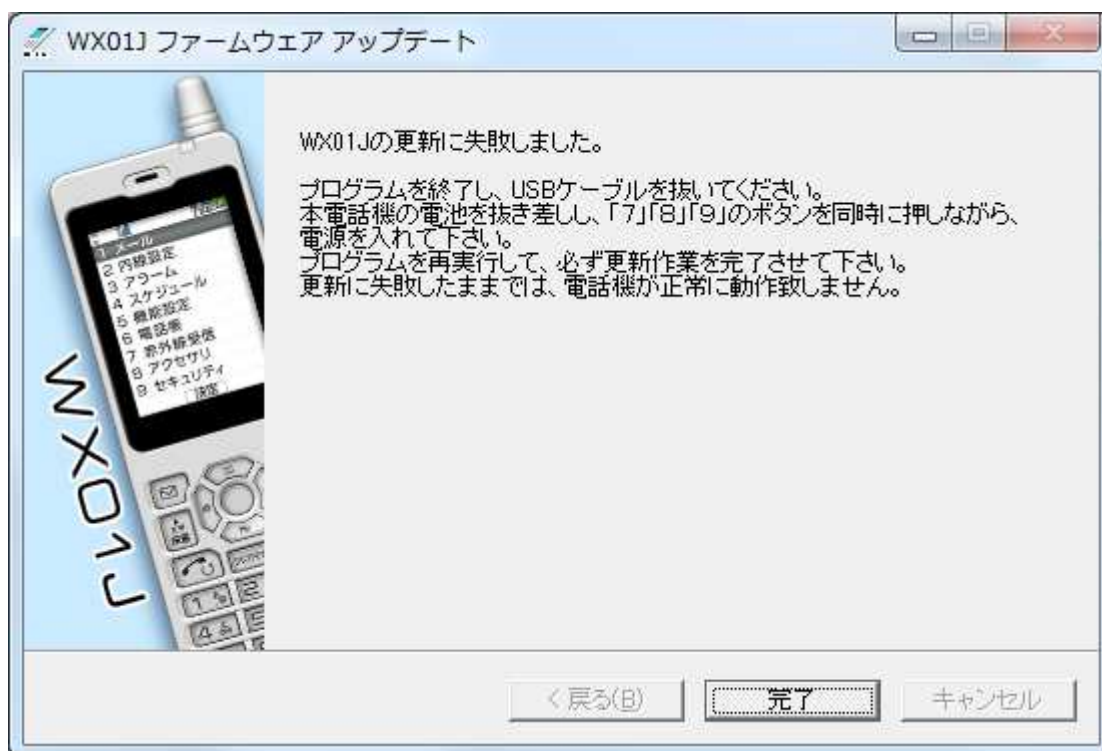 WX01J ファームウェア アップデート
WX01Jの更新に失敗しました。
プログラムを終了し、USBケーブルを抜いてください。
本電話機の電池を抜き差しし、「7」「8」「9」のボタンを同時に押しながら、
電源を入れて下さい。
プログラムを再実行して、必ず更新作業を完了させて下さい。
更新に失敗したままでは、電話機が正常に動作致しません。
1 メール
2 内線設定
3 アラーム
4 スケジュール
5 機能設定
6 電話帳
7 赤外線受信
8 アクセサリ
9 セキュリティ
決定
WX01J
< 戻る(B)
完了
キャンセル